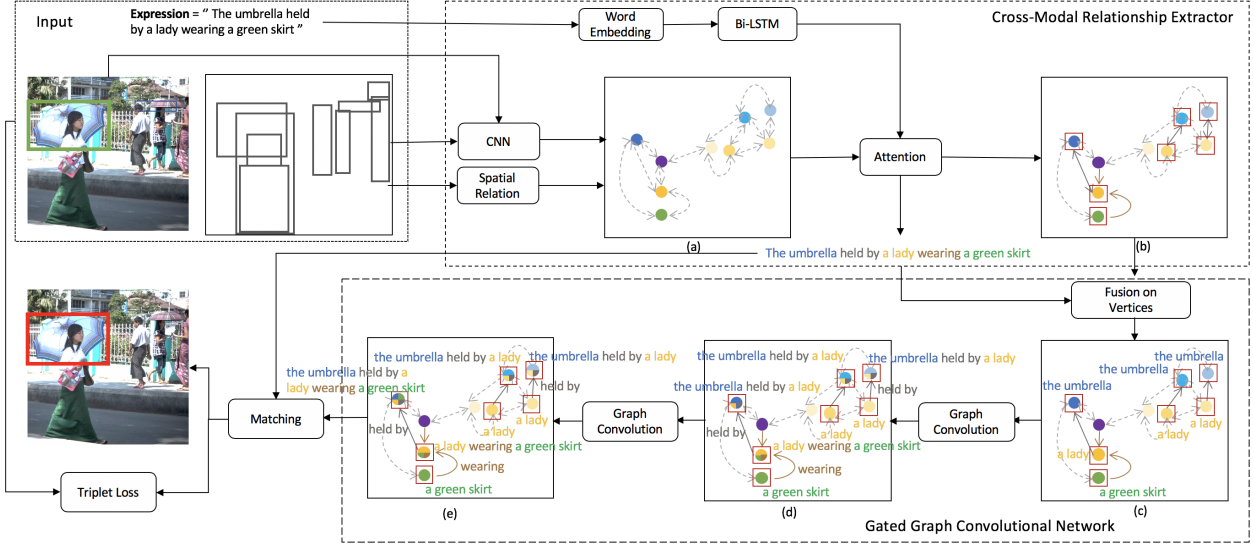 Input
Expression = “ The umbrella held
by a lady wearing a green skirt ”
Word
Embedding
Bi-LSTM
Cross-Modal Relationship Extractor
CNN
Spatial
Relation
Attention
(a)
(b)
The umbrella held by a lady wearing a green skirt
Fusion on
Vertices
the umbrella held by a lady
the umbrella held by a lady
the umbrella held by a
lady wearing a green skirt
held by
held by
a lady
a lady
a lady wearing a green skirt
wearing
a green skirt
(e)
Graph
Convolution
the umbrella held by a lady
the umbrella held by a lady
the umbrella held by a lady
held by
held by
a lady
a lady
a lady wearing a green skirt
wearing
a green skirt
(d)
Graph
Convolution
the umbrella
the umbrella
the umbrella
a lady
a lady
a lady
a green skirt
(c)
Matching
Triplet Loss
Gated Graph Convolutional Network